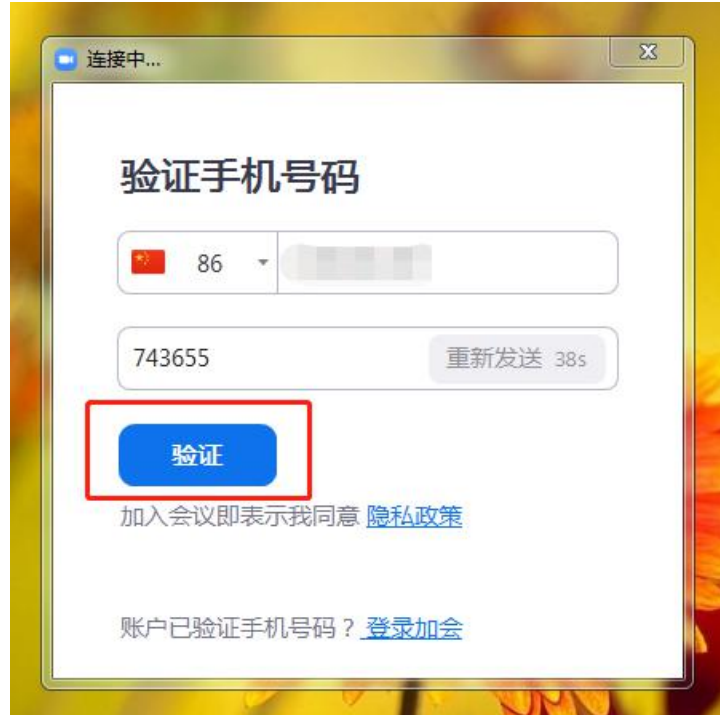 连接中...
验证手机号码
86
743655 重新发送 38s
验证
加入会议即表示我同意 隐私政策
账户已验证手机号码？ 登录加会